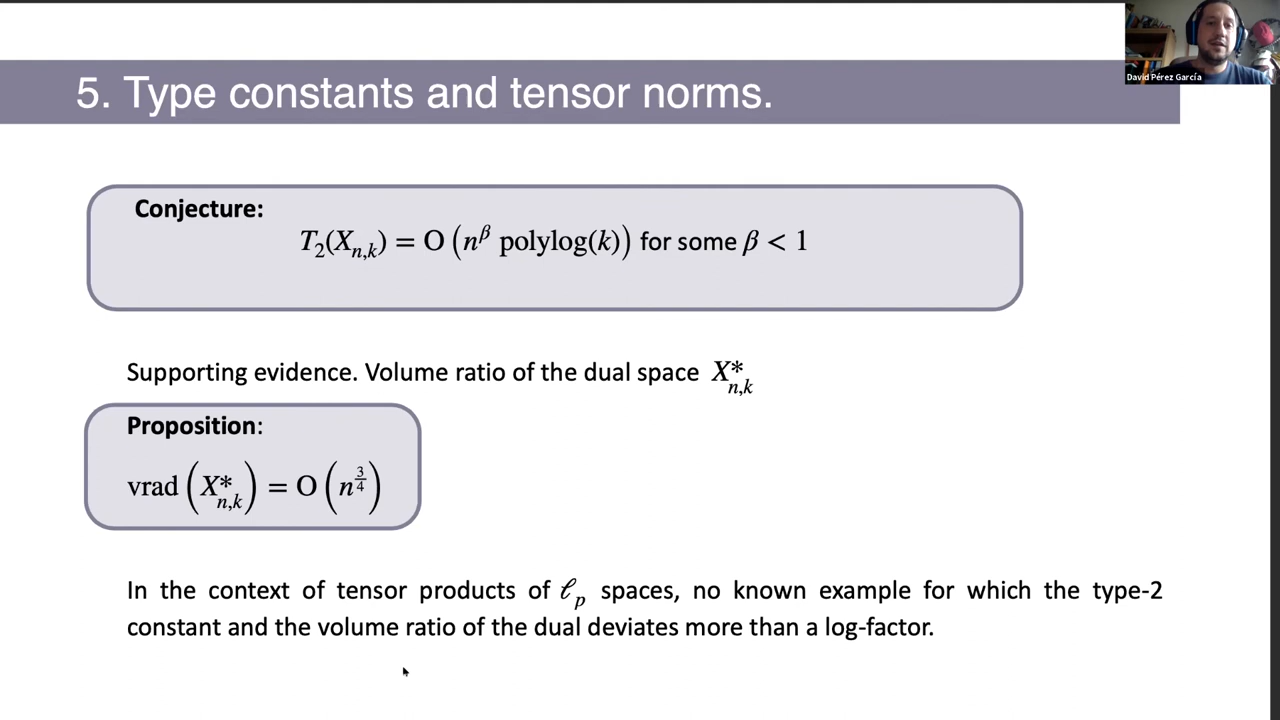 David Pérez García
5. Type constants and tensor norms.
Conjecture:
T₂(Xₙ,ₖ) = O (n^β polylog(k)) for some β < 1
Supporting evidence. Volume ratio of the dual space X*ₙ,ₖ
Proposition:
vrad (X*ₙ,ₖ) = O (n^{3/4})
In the context of tensor products of ℓₚ spaces, no known example for which the type-2
constant and the volume ratio of the dual deviates more than a log-factor.